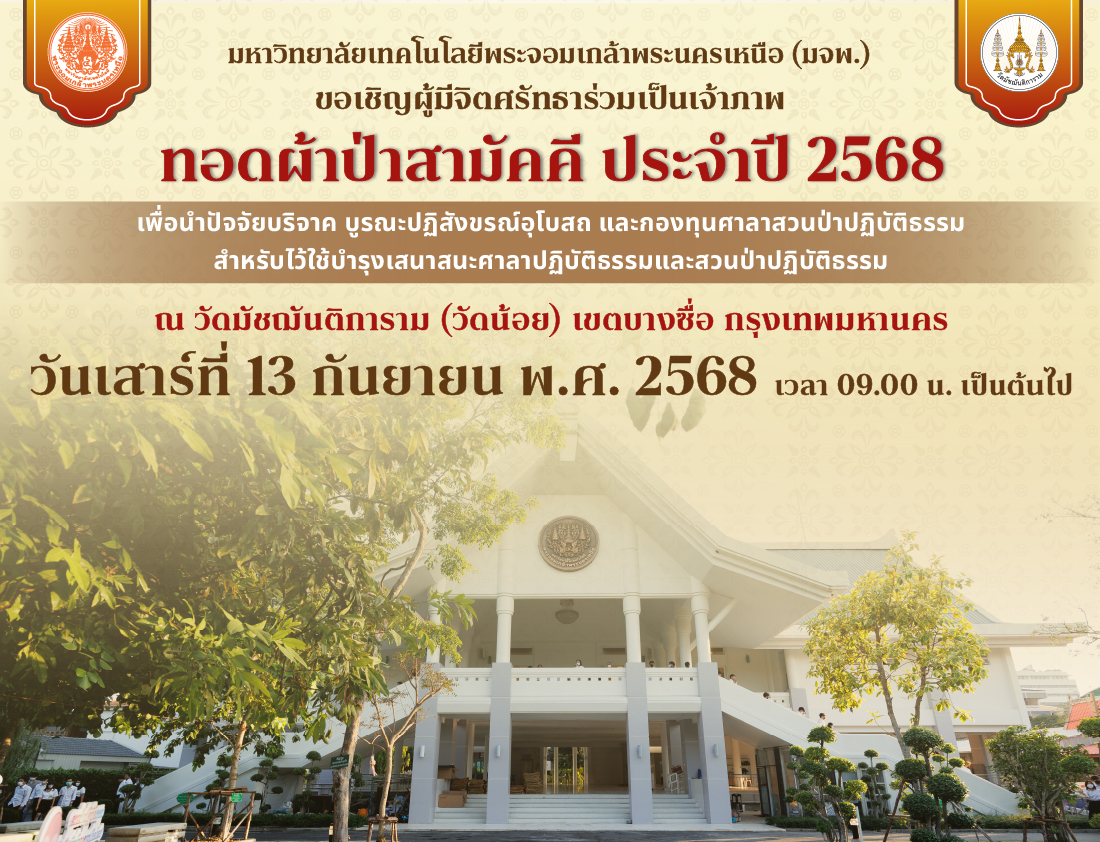 มหาวิทยาลัยเทคโนโลยีพระจอมเกล้าพระนครเหนือ (มจพ.)
ขอเชิญผู้มีจิตศรัทธาร่วมเป็นเจ้าภาพ
ทอดผ้าป่าสามัคคี ประจำปี 2568
เพื่อนำปัจจัยบริจาค บูรณะปฏิสังขรณ์อุโบสถ และกองทุนศาลาสวนป่าปฏิบัติธรรม
สำหรับไว้ใช้บำรุงเสนาสนะศาลาปฏิบัติธรรมและสวนป่าปฏิบัติธรรม
ณ วัดมัชฌันติการาม (วัดน้อย) เขตบางซื่อ กรุงเทพมหานคร
วันเสาร์ที่ 13 กันยายน พ.ศ. 2568 เวลา 09.00 น. เป็นต้นไป
วัดมัชฌันติการาม